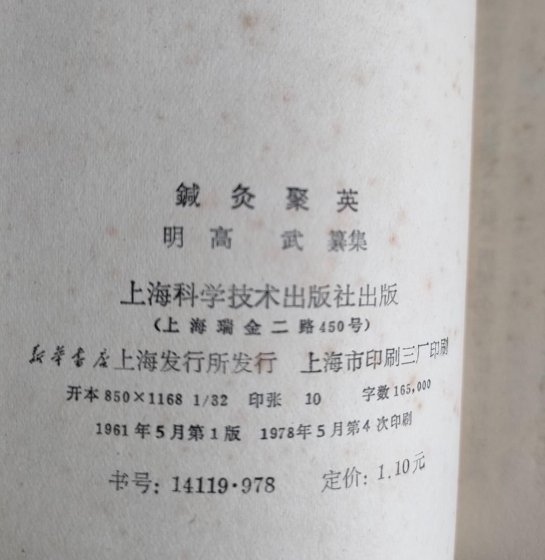 鍼灸聚英
明 高 武 纂集
上海科学技术出版社出版
(上海瑞金二路450号)
新华书店上海发行所发行 上海市印刷三厂印刷
开本 850×1168 1/32 印张 10 字数 165,000
1961年5月第1版 1978年5月第4次印刷
书号: 14119·978 定价: 1.10元